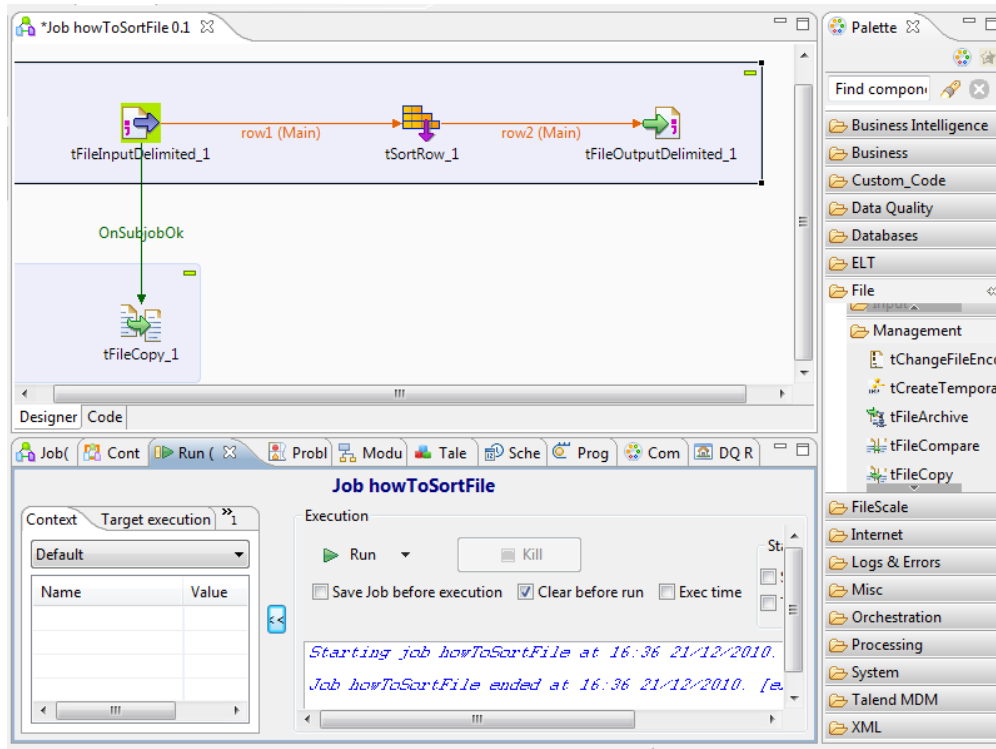 *Job howToSortFile 0.1
row1 (Main)
row2 (Main)
tFileInputDelimited_1
tSortRow_1
tFileOutputDelimited_1
OnSubjobOk
tFileCopy_1
Designer
Code
Palette
Find compon
Business Intelligence
Business
Custom_Code
Data Quality
Databases
ELT
File
Management
tChangeFileEnc
tCreateTempora
tFileArchive
tFileCompare
tFileCopy
FileScale
Internet
Logs & Errors
Misc
Orchestration
Processing
System
Talend MDM
XML
Job(
Cont
Run (
Probl
Modu
Tale
Sche
Prog
Com
DQ R
Job howToSortFile
Context
Target execution
»1
Default
Name
Value
<<
Execution
Run
Kill
Save Job before execution
Clear before run
Exec time
Starting job howToSortFile at 16:36 21/12/2010.
Job howToSortFile ended at 16:36 21/12/2010.